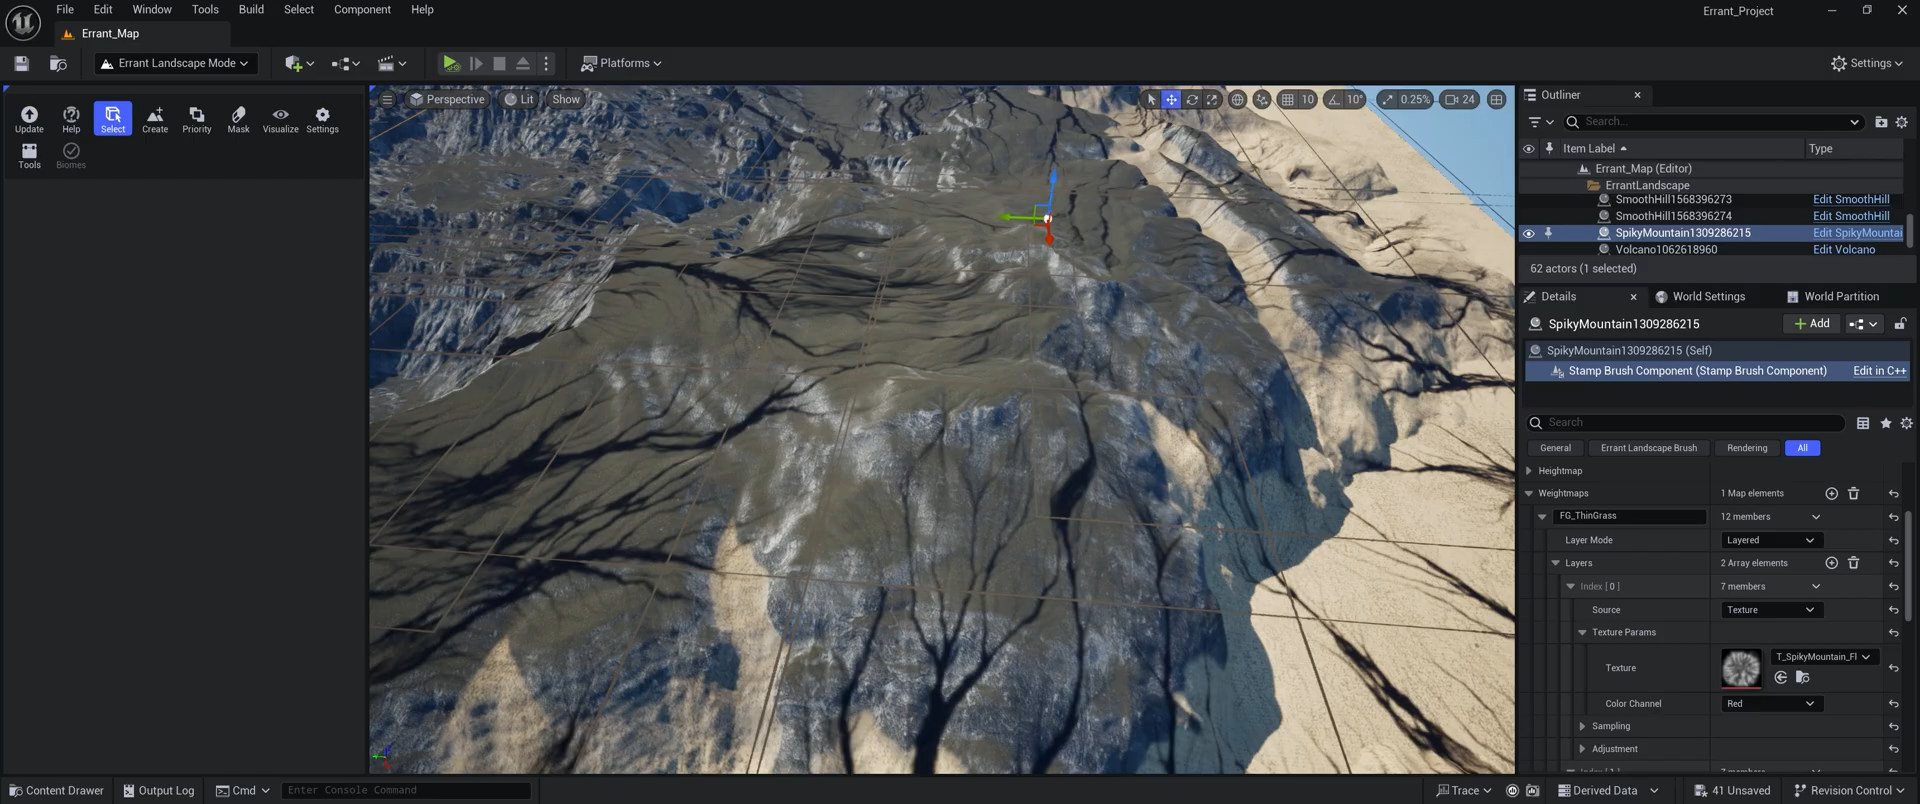 File Edit Window Tools Build Select Component Help
Errant_Project
Errant_Map
Errant Landscape Mode
Platforms
Settings
Update Help Select Create Priority Mask Visualize Settings
Tools Biomes
Perspective Lit Show
10 10° 0.25% 24
Outliner
Search...
Item Label Type
Errant_Map (Editor)
ErrantLandscape
SmoothHill1568396273 Edit SmoothHill
SmoothHill1568396274 Edit SmoothHill
SpikyMountain1309286215 Edit SpikyMountai
Volcano1062618960 Edit Volcano
62 actors (1 selected)
Details World Settings World Partition
SpikyMountain1309286215 Add
SpikyMountain1309286215 (Self)
Stamp Brush Component (Stamp Brush Component) Edit in C++
Search
General Errant Landscape Brush Rendering All
Heightmap
Weightmaps 1 Map elements
FG_ThinGrass 12 members
Layer Mode Layered
Layers 2 Array elements
Index [ 0 ] 7 members
Source Texture
Texture Params
Texture T_SpikyMountain_Fl
Color Channel Red
Sampling
Adjustment
Content Drawer Output Log Cmd Enter Console Command
Trace Derived Data 41 Unsaved Revision Control